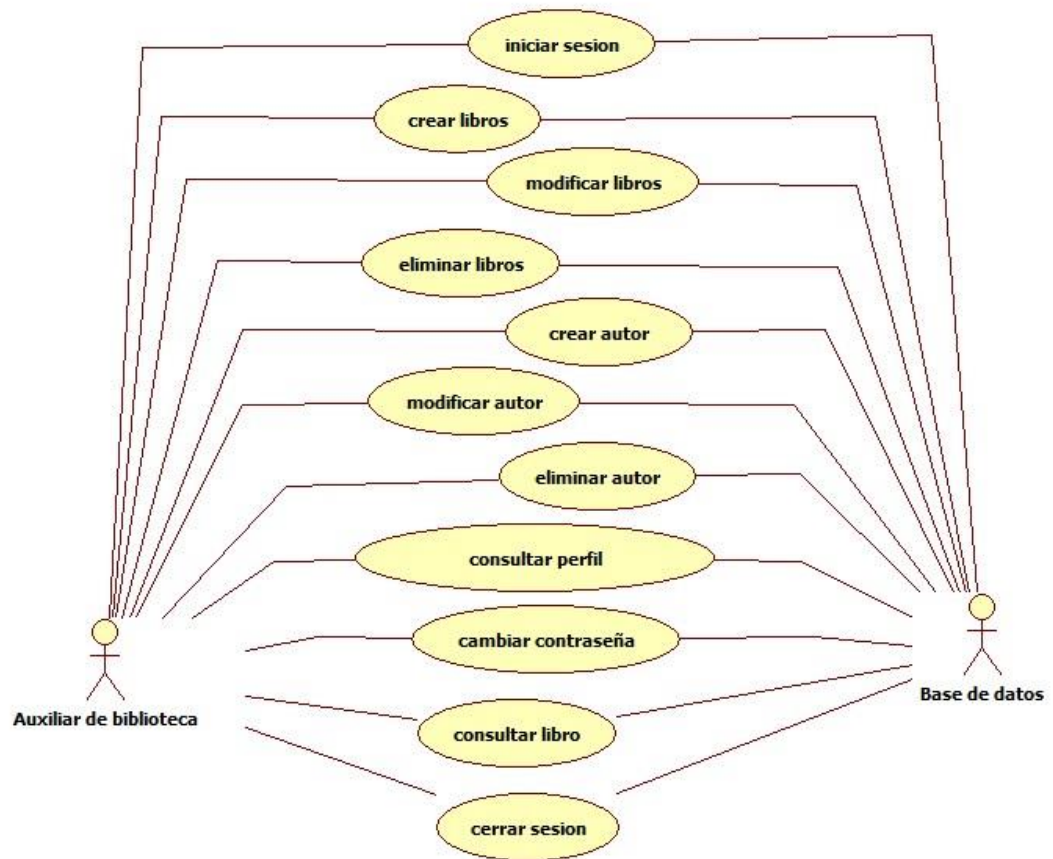 iniciar sesion
crear libros
modificar libros
eliminar libros
crear autor
modificar autor
eliminar autor
consultar perfil
cambiar contraseña
Auxiliar de biblioteca
Base de datos
consultar libro
cerrar sesion